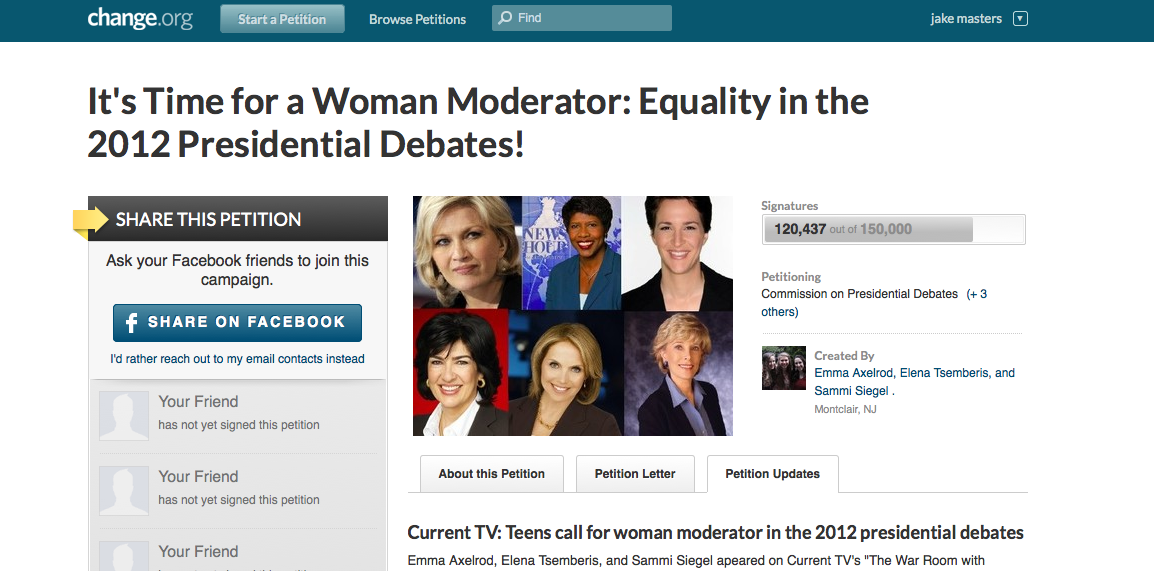 change.org
Start a Petition
Browse Petitions
Find
jake masters
It's Time for a Woman Moderator: Equality in the
2012 Presidential Debates!
SHARE THIS PETITION
Ask your Facebook friends to join this
campaign.
f SHARE ON FACEBOOK
I'd rather reach out to my email contacts instead
Your Friend
has not yet signed this petition
Your Friend
has not yet signed this petition
Your Friend
NEWS
HOUR
Signatures
120,437 out of 150,000
Petitioning
Commission on Presidential Debates (+ 3
others)
Created By
Emma Axelrod, Elena Tsemberis, and
Sammi Siegel .
Montclair, NJ
About this Petition
Petition Letter
Petition Updates
Current TV: Teens call for woman moderator in the 2012 presidential debates
Emma Axelrod, Elena Tsemberis, and Sammi Siegel apeared on Current TV's "The War Room with